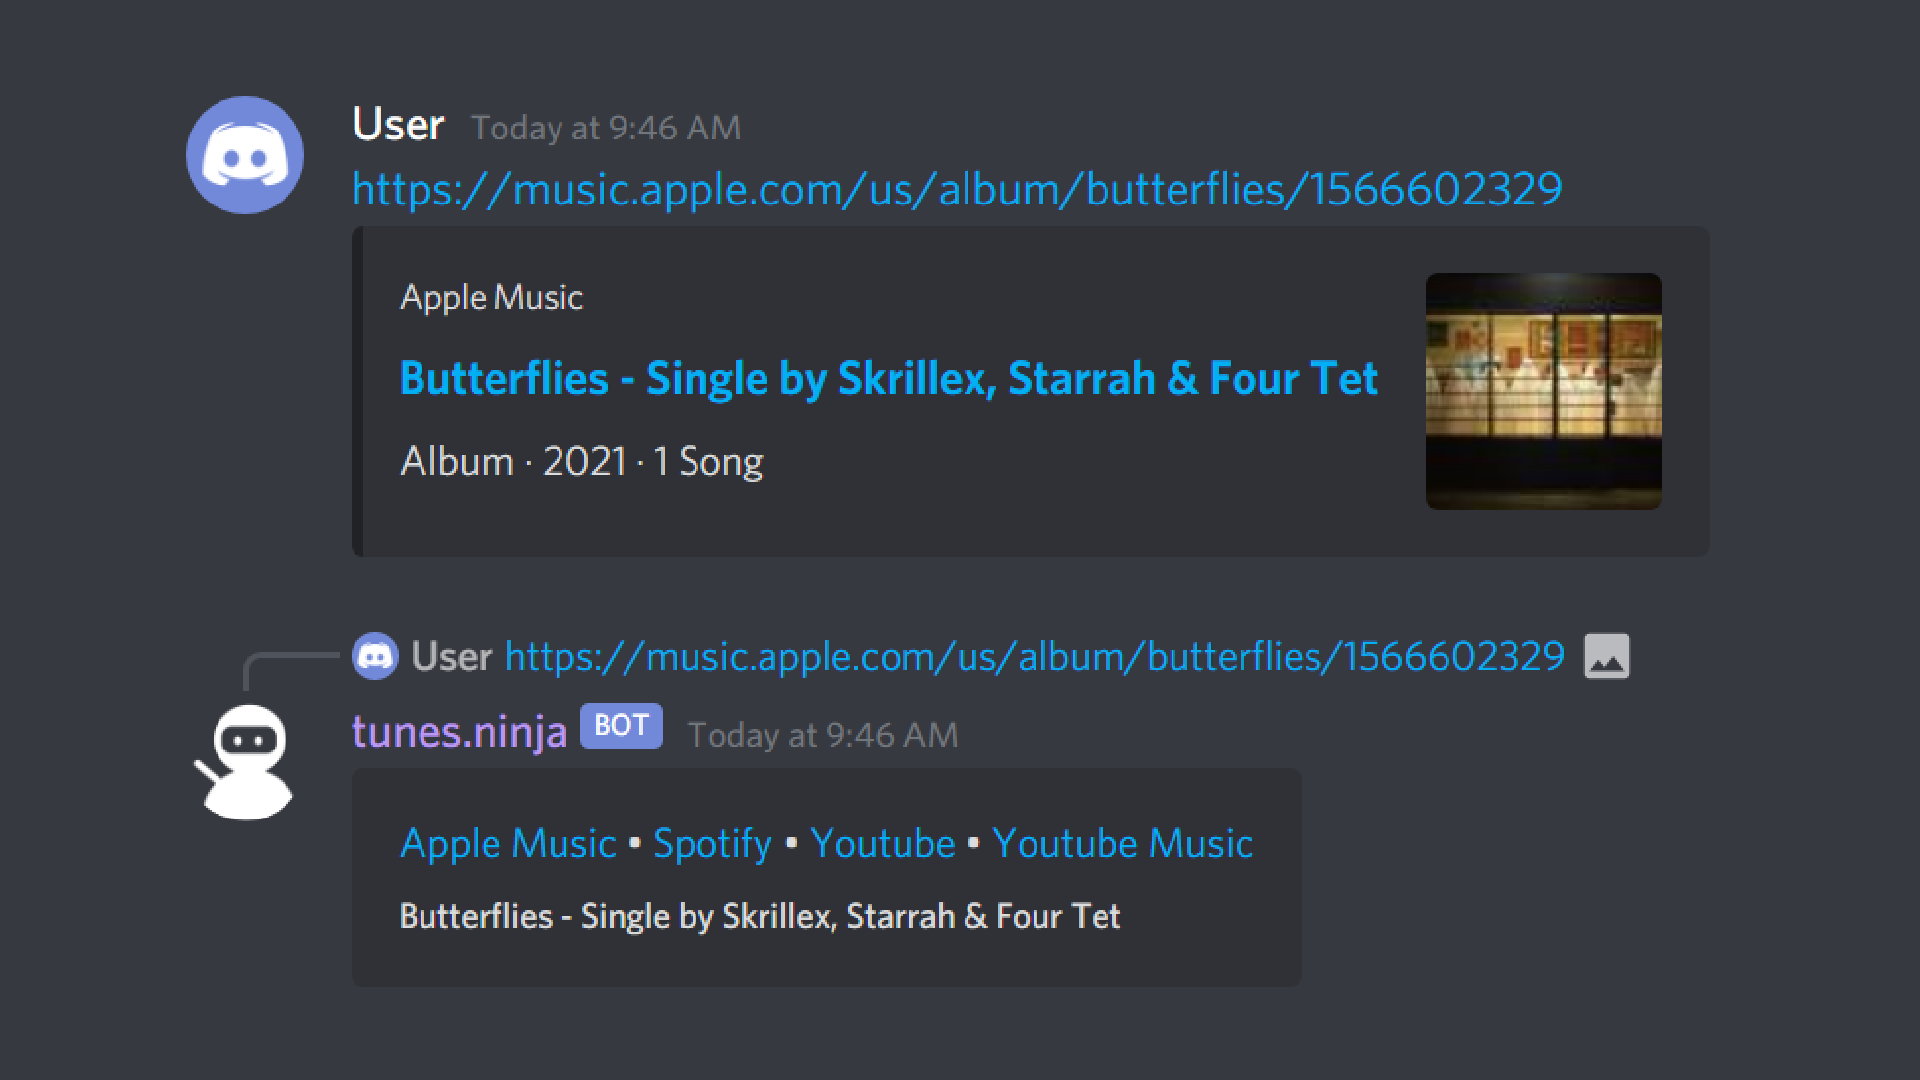 User Today at 9:46 AM
https://music.apple.com/us/album/butterflies/1566602329
Apple Music
Butterflies - Single by Skrillex, Starrah & Four Tet
Album · 2021 · 1 Song
User https://music.apple.com/us/album/butterflies/1566602329
tunes.ninja BOT Today at 9:46 AM
Apple Music • Spotify • Youtube • Youtube Music
Butterflies - Single by Skrillex, Starrah & Four Tet